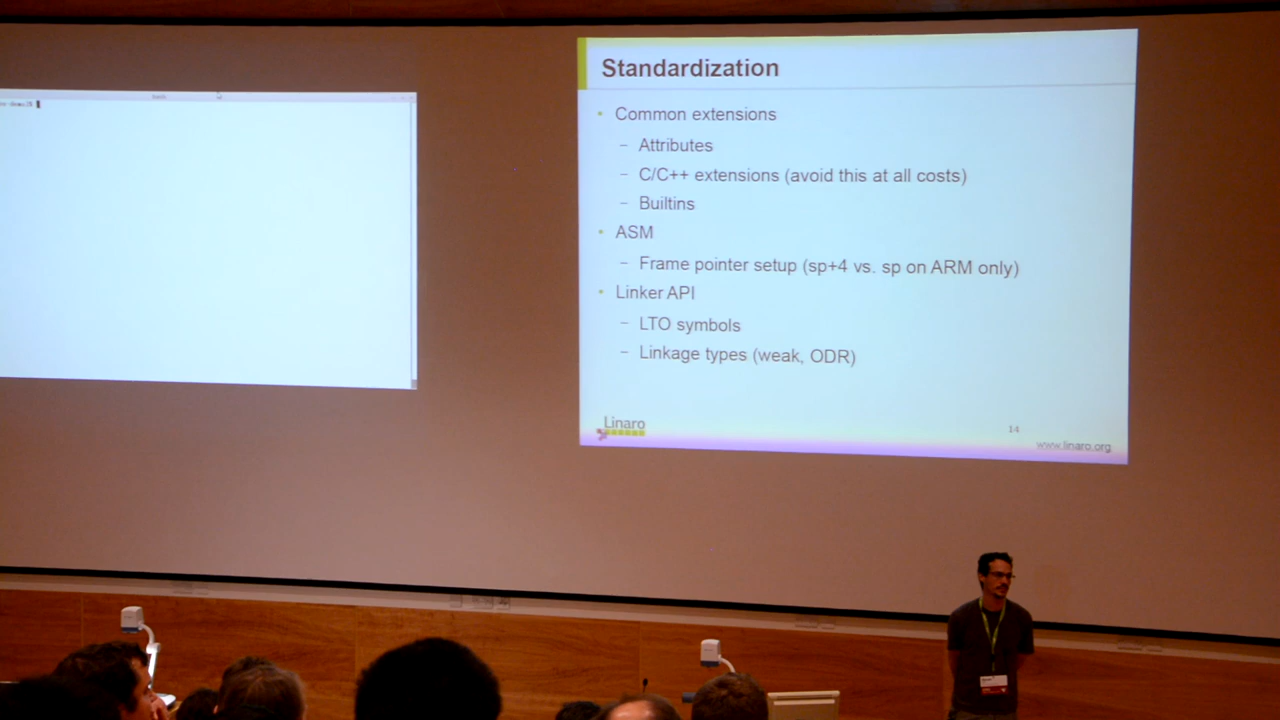 Standardization
• Common extensions
– Attributes
– C/C++ extensions (avoid this at all costs)
– Builtins
• ASM
– Frame pointer setup (sp+4 vs. sp on ARM only)
• Linker API
– LTO symbols
– Linkage types (weak, ODR)
Linaro
14
www.linaro.org